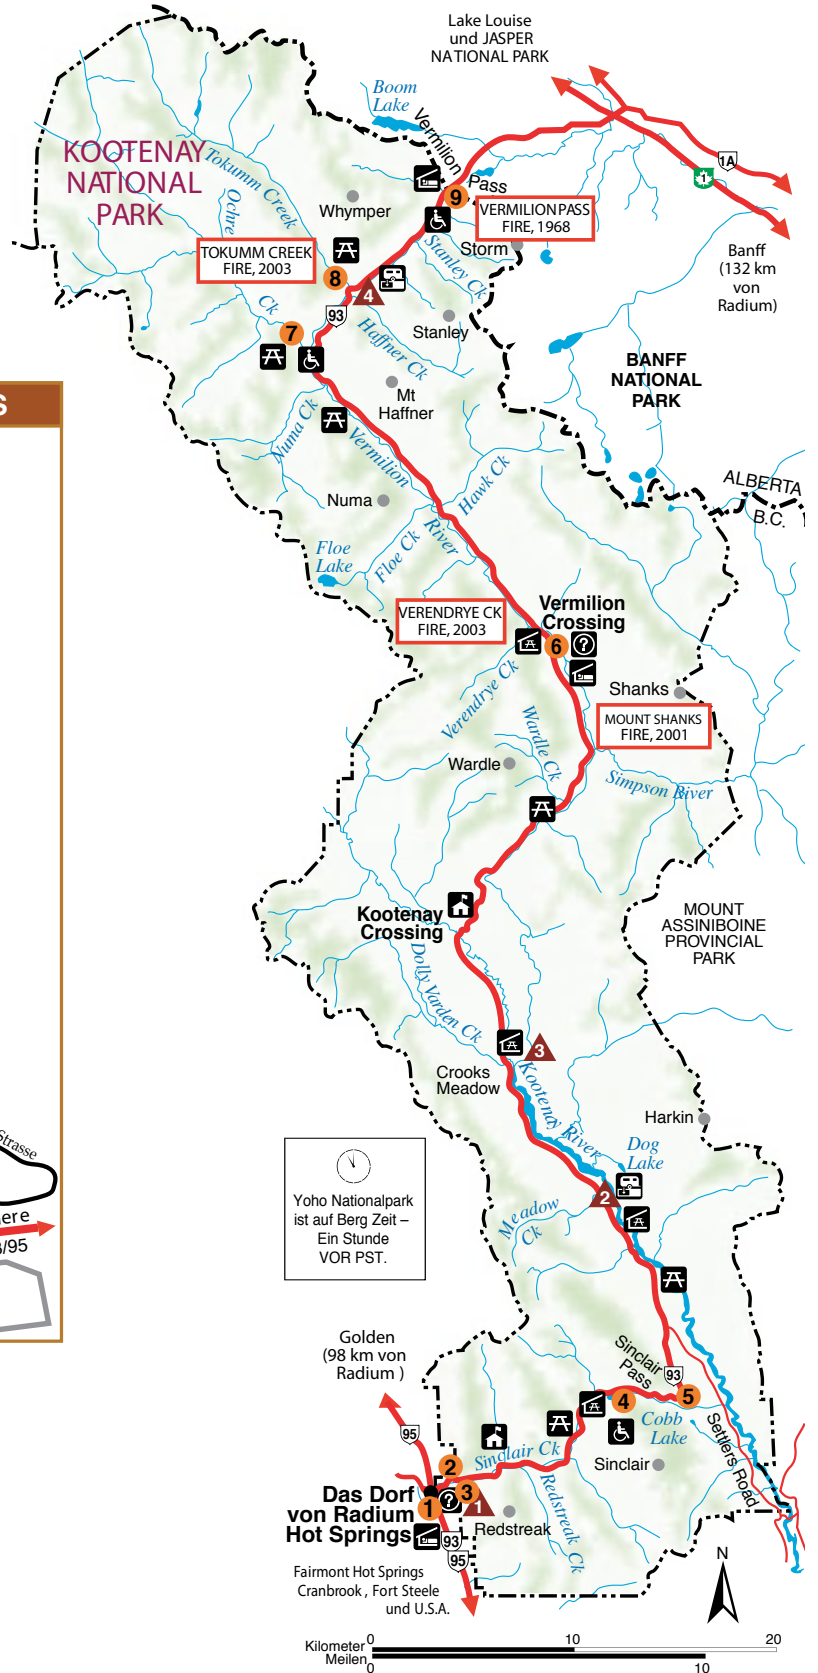 Lake Louise
und JASPER
NATIONAL PARK
Boom
Lake
Vermilion
Pass
1A
1
KOOTENAY
NATIONAL
PARK
Tokumm Creek
Ochre
Ck
Whymper
9
VERMILION PASS
FIRE, 1968
TOKUMM CREEK
FIRE, 2003
Storm
Stanley Ck
Banff
(132 km
von
Radium)
8
4
93
7
Stanley
Haffner Ck
BANFF
NATIONAL
PARK
Mt
Haffner
S
Numa Ck
Vermilion
River
Hawk Ck
ALBERTA
B.C.
Numa
Floe
Lake
Floe Ck
VERENDRYE CK
FIRE, 2003
Vermilion
Crossing
6
?
Verendrye Ck
Shanks
MOUNT SHANKS
FIRE, 2001
Wardle Ck
Wardle
Simpson River
Kootenay
Crossing
MOUNT
ASSINIBOINE
PROVINCIAL
PARK
Dolly Varden Ck
3
Crooks
Meadow
Kootenay River
Harkin
Dog
Lake
Strasse
2
Meadow
Ck
Yoho Nationalpark
ist auf Berg Zeit –
Ein Stunde
VOR PST.
ere
/95
Golden
(98 km von
Radium )
Sinclair
Pass
93
5
4
Cobb
Lake
Settlers Road
95
Sinclair Ck
Sinclair
2
3
1
?
1
Das Dorf
von Radium
Hot Springs
Redstreak
Redstreak Ck
93
95
Fairmont Hot Springs
Cranbrook , Fort Steele
und U.S.A.
N
0 10 20
Kilometer
Meilen
0 10